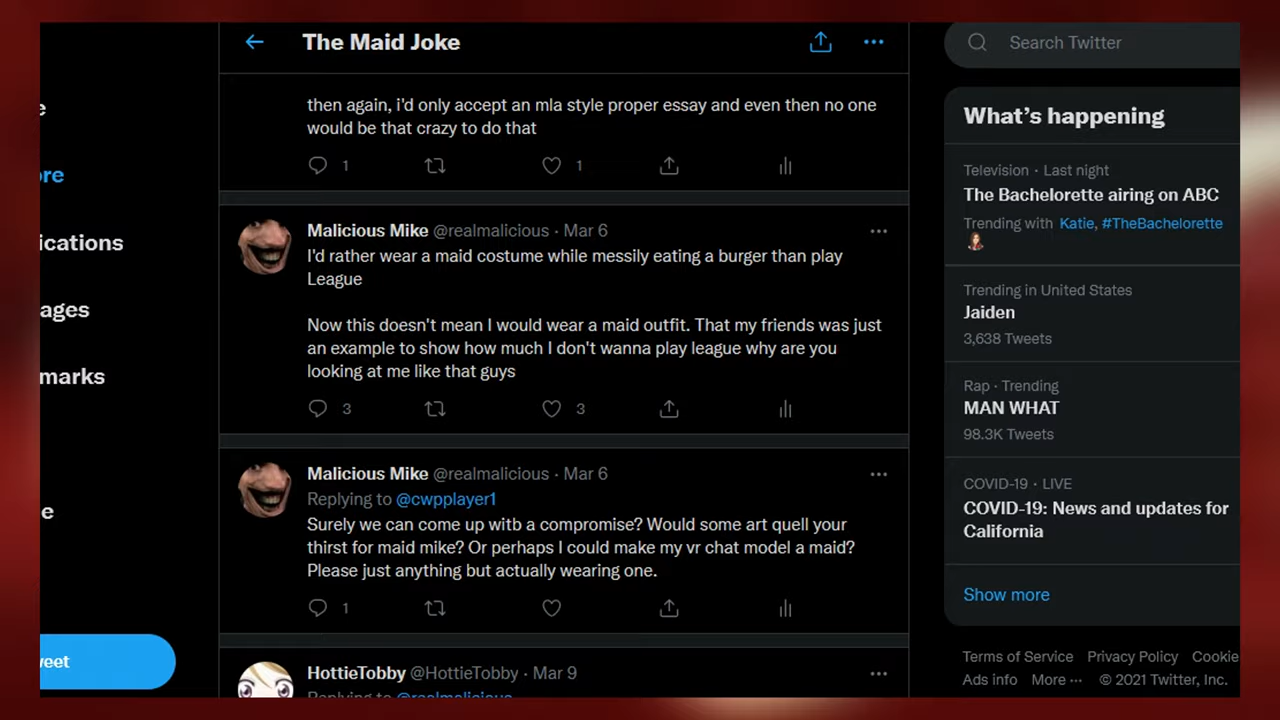 The Maid Joke
then again, i'd only accept an mla style proper essay and even then no one
would be that crazy to do that
1
1
Malicious Mike @realmalicious · Mar 6
I'd rather wear a maid costume while messily eating a burger than play
League
Now this doesn't mean I would wear a maid outfit. That my friends was just
an example to show how much I don't wanna play league why are you
looking at me like that guys
3
3
Malicious Mike @realmalicious · Mar 6
Replying to @cwpplayer1
Surely we can come up witb a compromise? Would some art quell your
thirst for maid mike? Or perhaps I could make my vr chat model a maid?
Please just anything but actually wearing one.
1
HottieTobby @HottieTobby · Mar 9
Replying to @realmalicious
e
ore
ications
ages
marks
e
weet
Search Twitter
What's happening
Television · Last night
The Bachelorette airing on ABC
Trending with Katie, #TheBachelorette
Trending in United States
Jaiden
3,638 Tweets
Rap · Trending
MAN WHAT
98.3K Tweets
COVID-19 · LIVE
COVID-19: News and updates for
California
Show more
Terms of Service Privacy Policy Cookie
Ads info More ··· © 2021 Twitter, Inc.